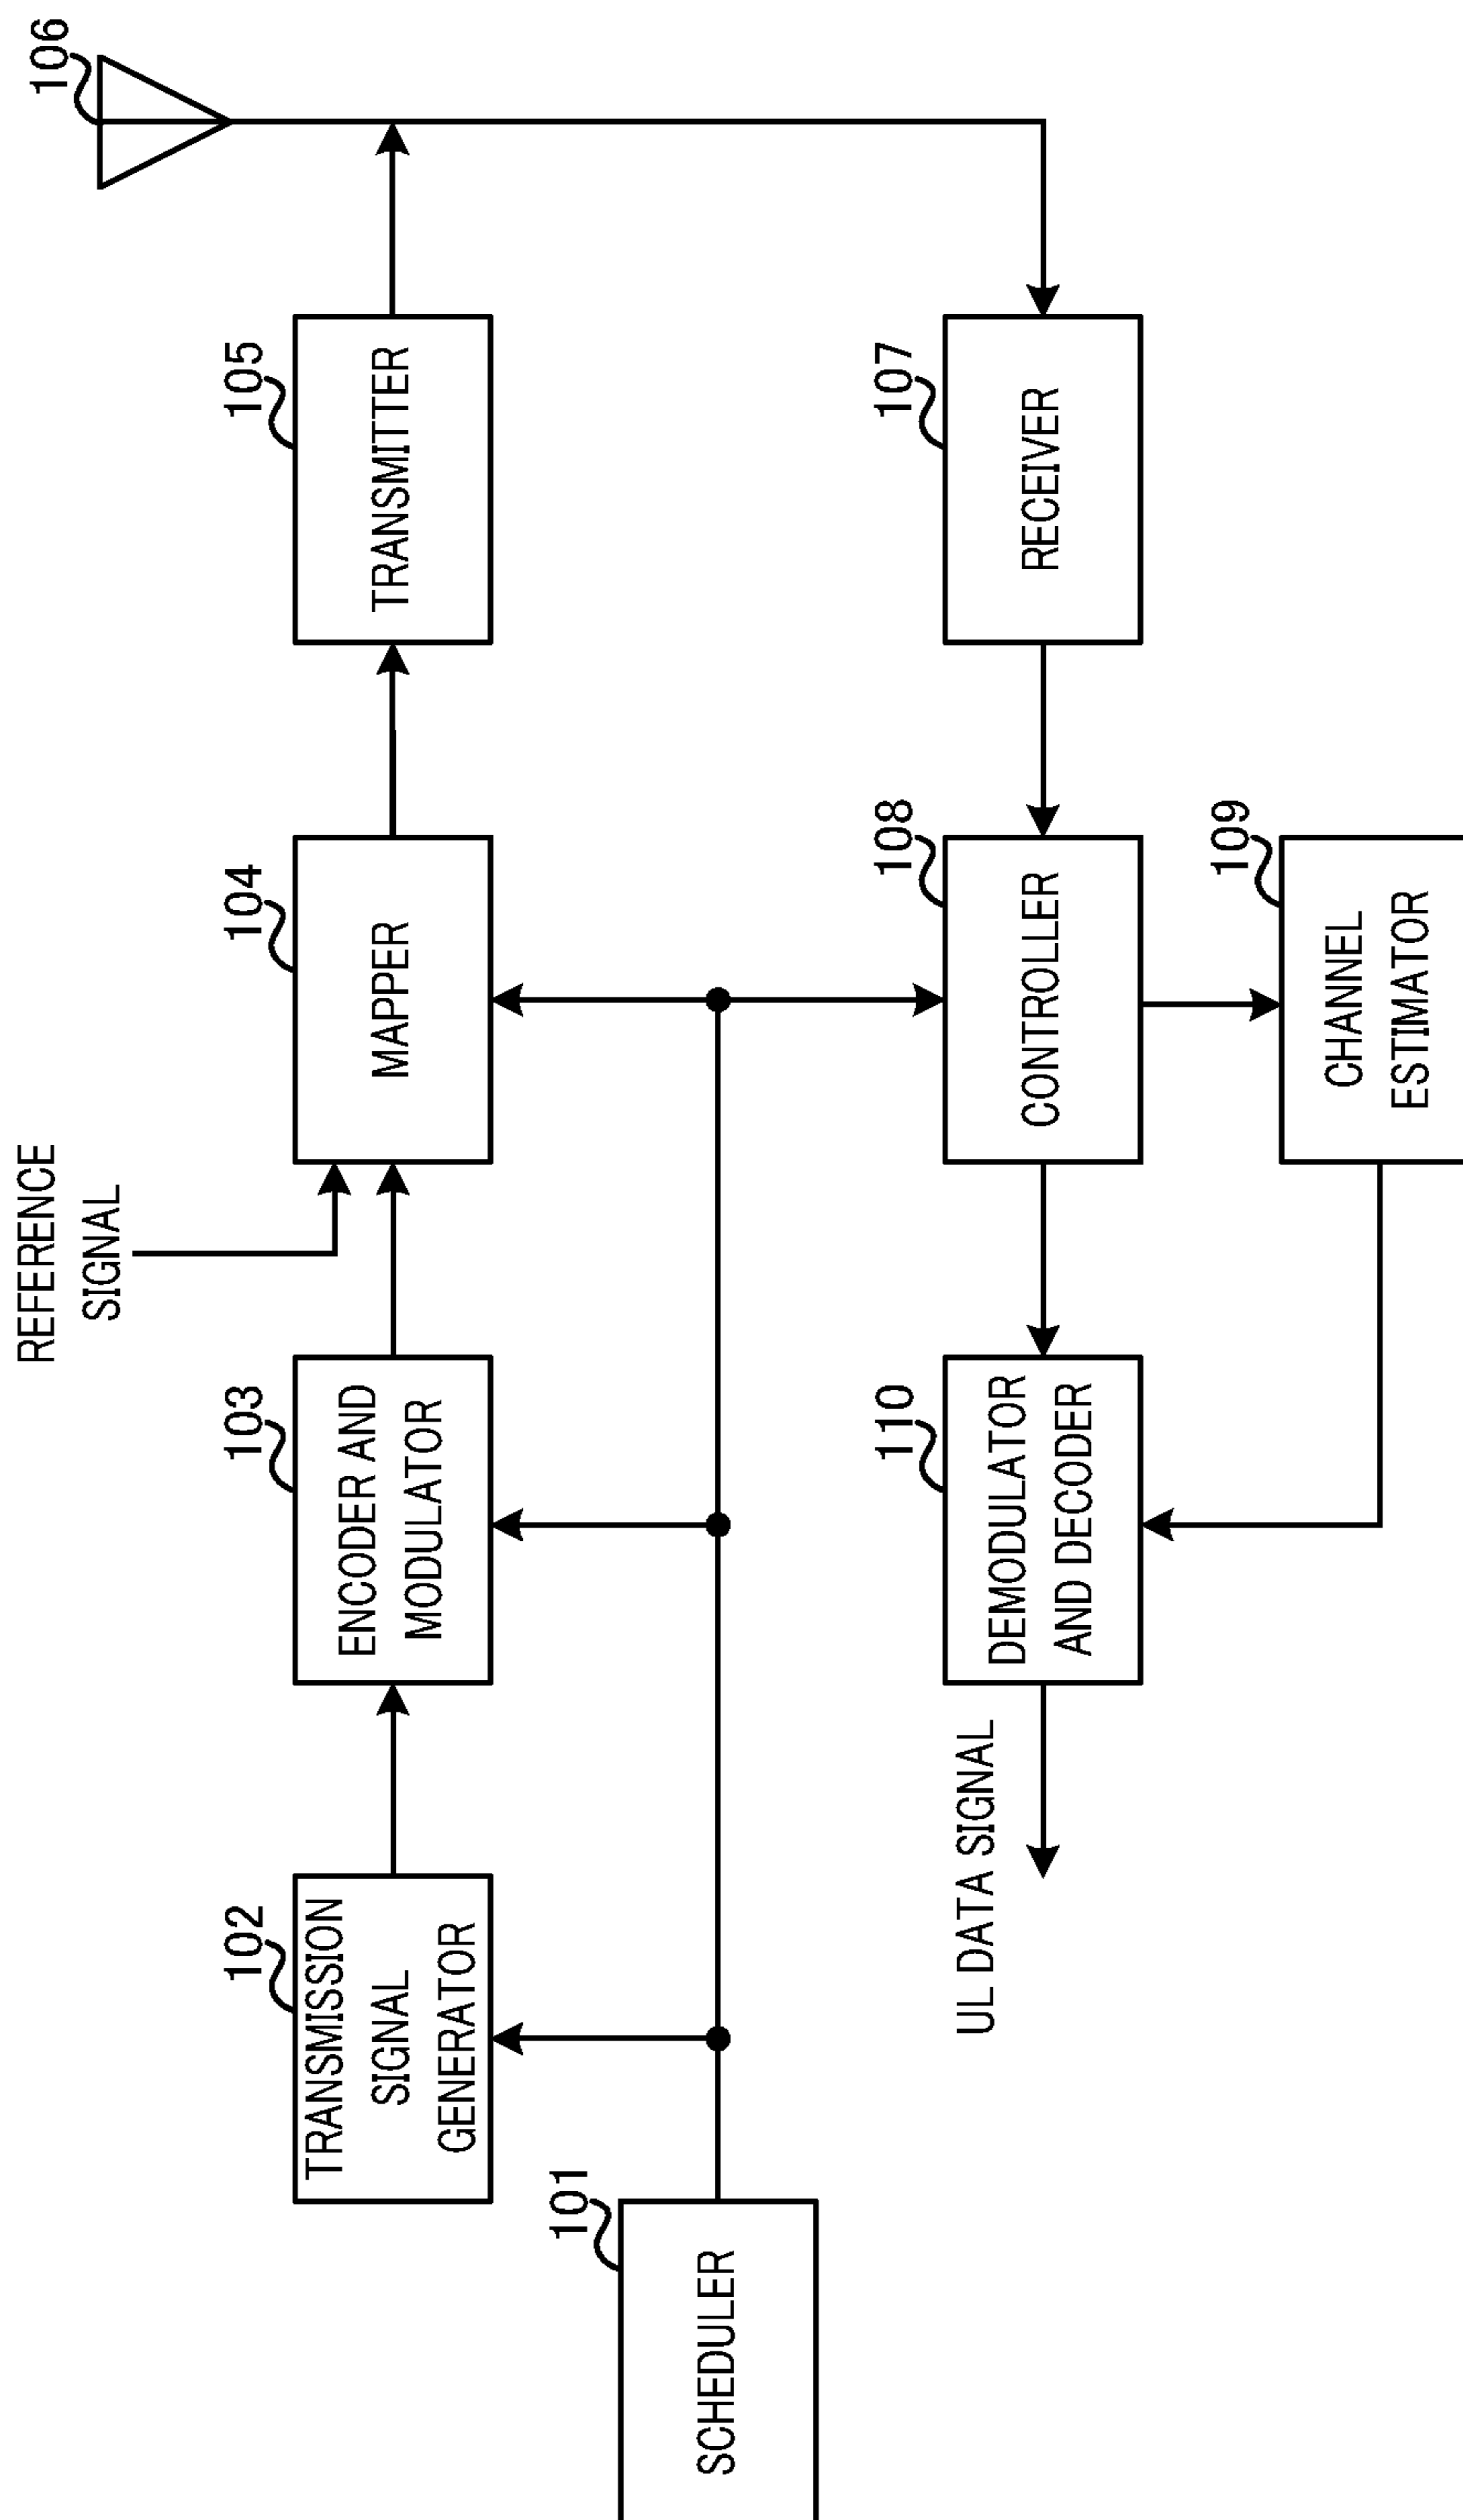 106
REFERENCE
SIGNAL
102
TRANSMISSION
SIGNAL
GENERATOR
103
ENCODER AND
MODULATOR
104
MAPPER
105
TRANSMITTER
101
SCHEDULER
UL DATA SIGNAL
110
DEMODULATOR
AND DECODER
108
CONTROLLER
107
RECEIVER
109
CHANNEL
ESTIMATOR